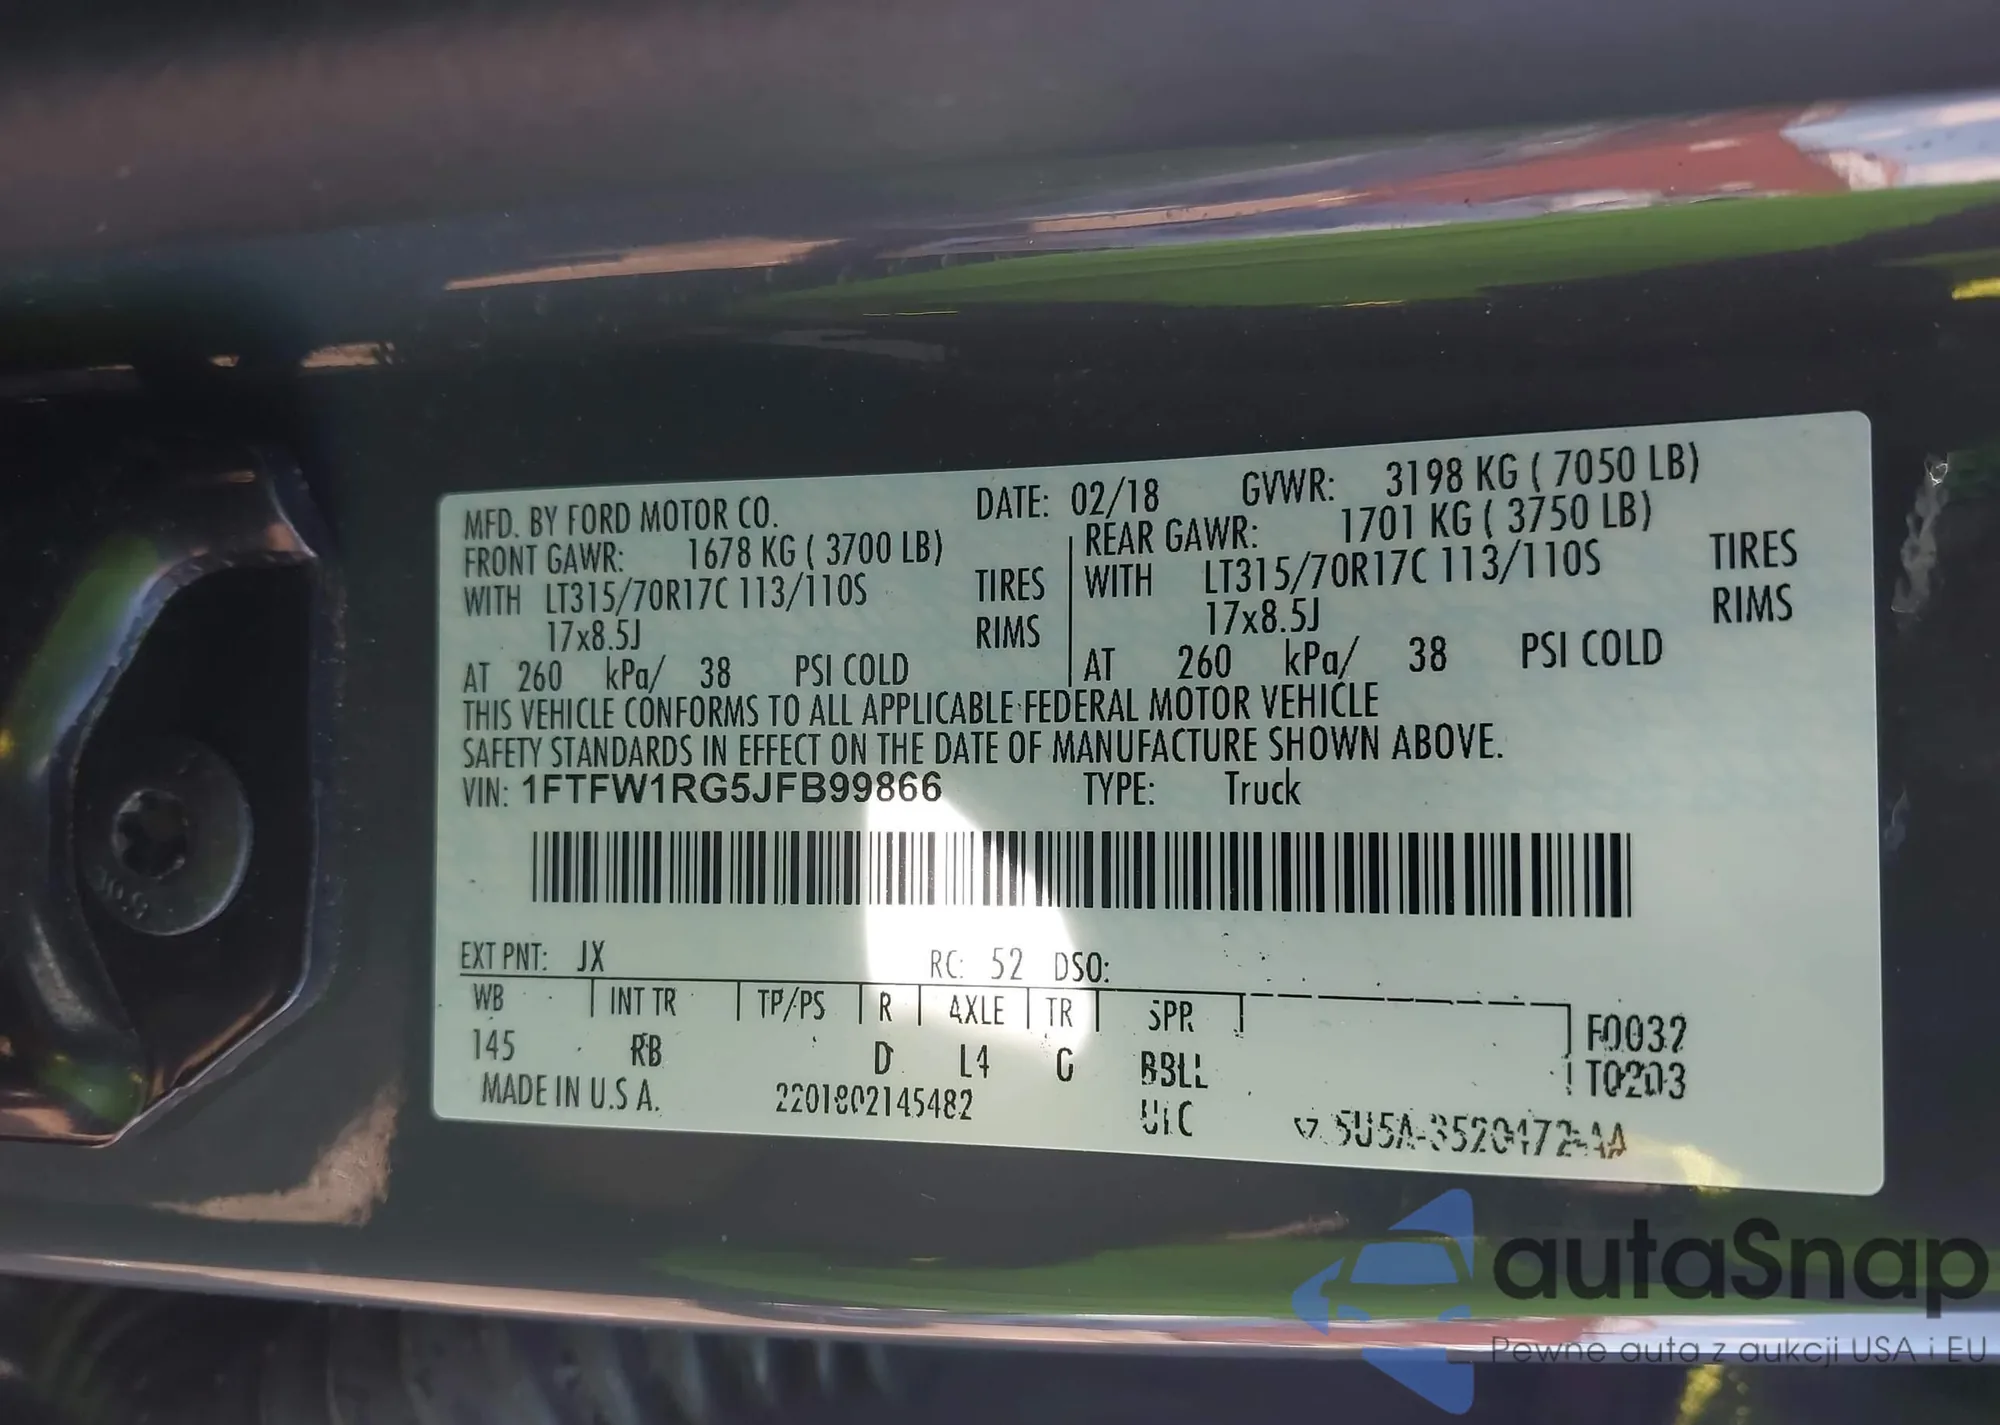 MFD. BY FORD MOTOR CO. DATE: 02/18 GVWR: 3198 KG ( 7050 LB)
FRONT GAWR: 1678 KG ( 3700 LB) REAR GAWR: 1701 KG ( 3750 LB)
WITH LT315/70R17C 113/110S TIRES WITH LT315/70R17C 113/110S TIRES
17x8.5J RIMS 17x8.5J RIMS
AT 260 kPa/ 38 PSI COLD AT 260 kPa/ 38 PSI COLD
THIS VEHICLE CONFORMS TO ALL APPLICABLE FEDERAL MOTOR VEHICLE
SAFETY STANDARDS IN EFFECT ON THE DATE OF MANUFACTURE SHOWN ABOVE.
VIN: 1FTFW1RG5JFB99866 TYPE: Truck
EXT PNT: JX RC: 52 DSO:
WB INT TR TP/PS R AXLE TR SPR F0032
145 RB D L4 G T0203
MADE IN U.S.A. 2201802145482
autaSnap
Pewne auta z aukcji USA i EU